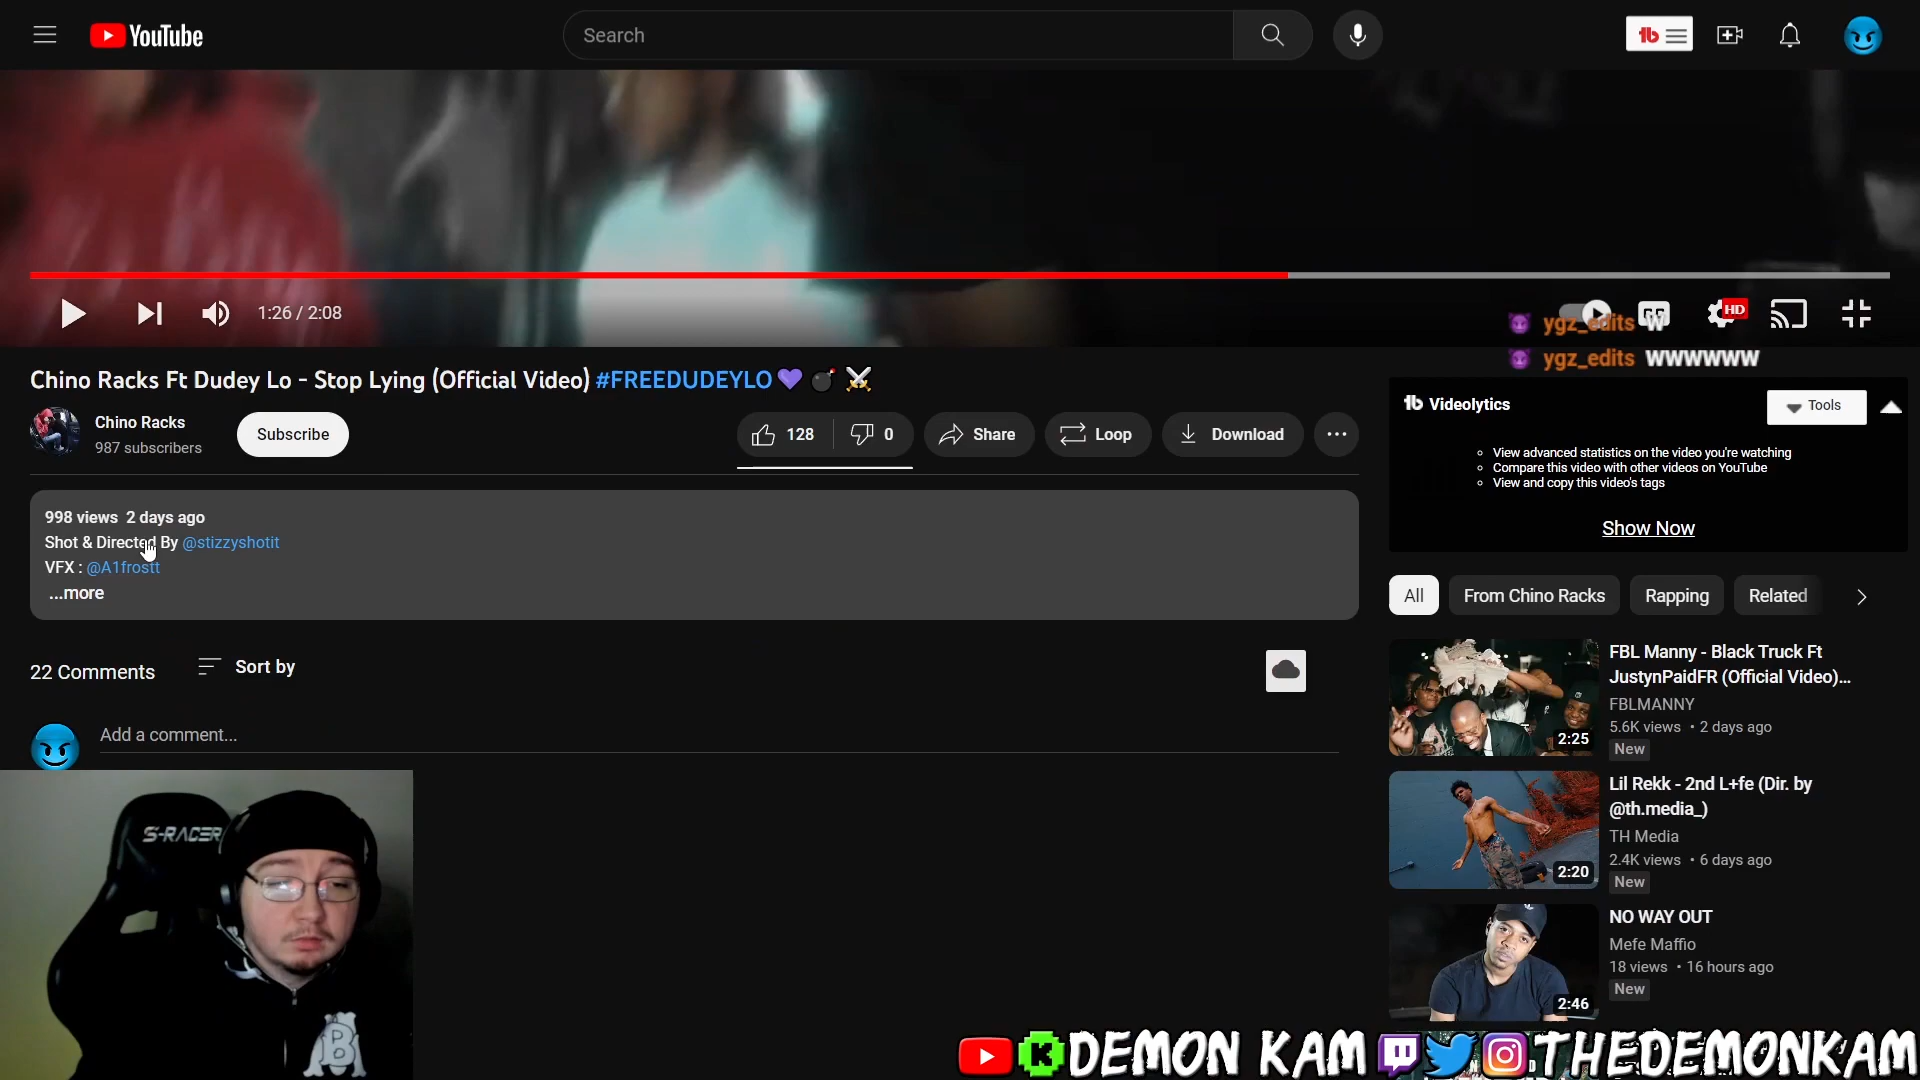 YouTube
Search
1:26 / 2:08
HD
ygz_edits W
ygz_edits WWWWWW
Chino Racks Ft Dudey Lo - Stop Lying (Official Video) #FREEDUDEYLO💜 💣 ⚔️
Chino Racks
987 subscribers
Subscribe
128
0
Share
Loop
Download
998 views 2 days ago
Shot & Directed By @stizzyshotit
VFX : @A1frostt
...more
22 Comments
Sort by
Add a comment...
Videolytics
Tools
View advanced statistics on the video you're watching
Compare this video with other videos on YouTube
View and copy this video's tags
Show Now
All
From Chino Racks
Rapping
Related
FBL Manny - Black Truck Ft
JustynPaidFR (Official Video)...
FBLMANNY
5.6K views • 2 days ago
New
2:25
Lil Rekk - 2nd L+fe (Dir. by
@th.media_)
TH Media
2.4K views • 6 days ago
New
2:20
NO WAY OUT
Mefe Maffio
18 views • 16 hours ago
New
2:46
S-RACER
DEMON KAM
THEDEMONKAM